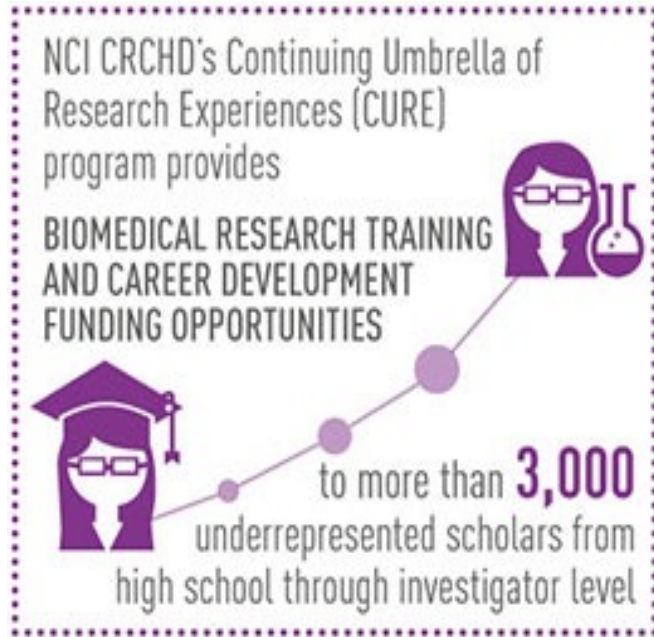 NCI CRCHD's Continuing Umbrella of
Research Experiences (CURE)
program provides
BIOMEDICAL RESEARCH TRAINING
AND CAREER DEVELOPMENT
FUNDING OPPORTUNITIES
to more than 3,000
underrepresented scholars from
high school through investigator level